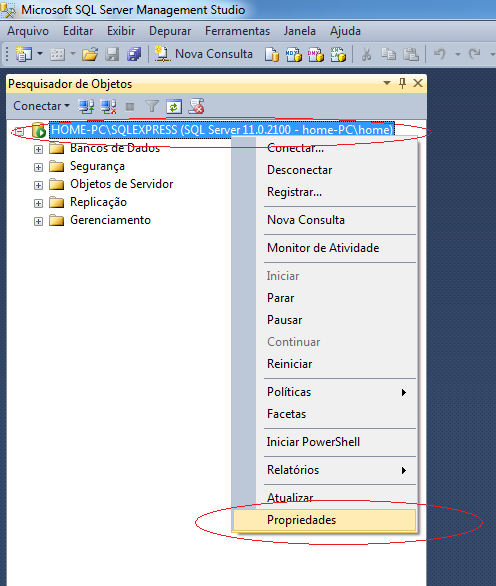 Microsoft SQL Server Management Studio
Arquivo Editar Exibir Depurar Ferramentas Janela Ajuda
Nova Consulta
Pesquisador de Objetos
Conectar
HOME-PC\SQLEXPRESS (SQL Server 11.0.2100 - home-PC\home)
Bancos de Dados
Segurança
Objetos de Servidor
Replicação
Gerenciamento
Conectar...
Desconectar
Registrar...
Nova Consulta
Monitor de Atividade
Iniciar
Parar
Pausar
Continuar
Reiniciar
Políticas
Facetas
Iniciar PowerShell
Relatórios
Atualizar
Propriedades